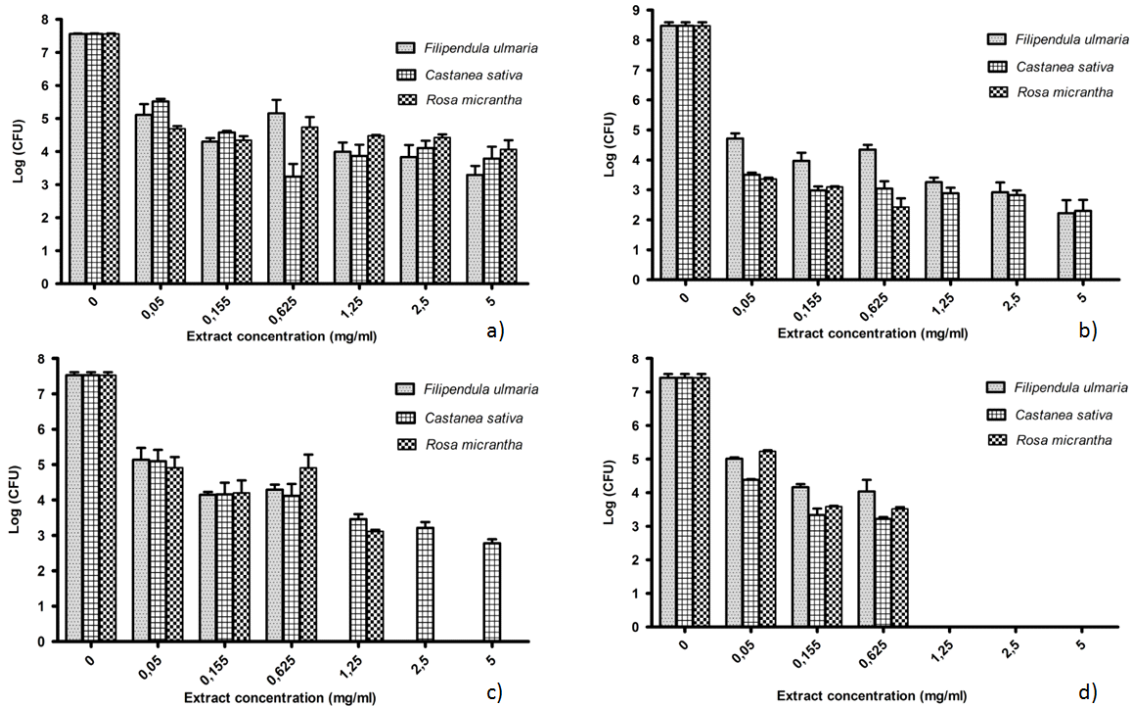 8
7
6
5
4
3
2
1
0
Log (CFU)
Filipendula ulmaria
Castanea sativa
Rosa micrantha
0
0,05
0,155
0,625
1,25
2,5
5
Extract concentration (mg/ml)
a)
9
8
7
6
5
4
3
2
1
0
Log (CFU)
Filipendula ulmaria
Castanea sativa
Rosa micrantha
0
0,05
0,155
0,625
1,25
2,5
5
Extract concentration (mg/ml)
b)
8
7
6
5
4
3
2
1
0
Log (CFU)
Filipendula ulmaria
Castanea sativa
Rosa micrantha
0
0,05
0,155
0,625
1,25
2,5
5
Extract concentration (mg/ml)
c)
8
7
6
5
4
3
2
1
0
Log (CFU)
Filipendula ulmaria
Castanea sativa
Rosa micrantha
0
0,05
0,155
0,625
1,25
2,5
5
Extract concentration (mg/ml)
d)